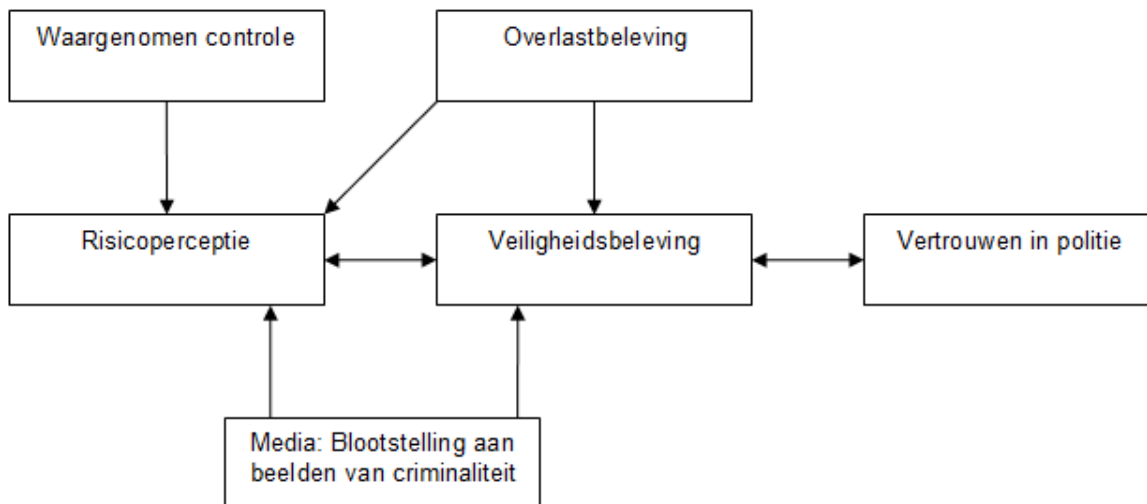 Waargenomen controle
Overlastbeleving
Risicoperceptie
Veiligheidsbeleving
Vertrouwen in politie
Media: Blootstelling aan
beelden van criminaliteit